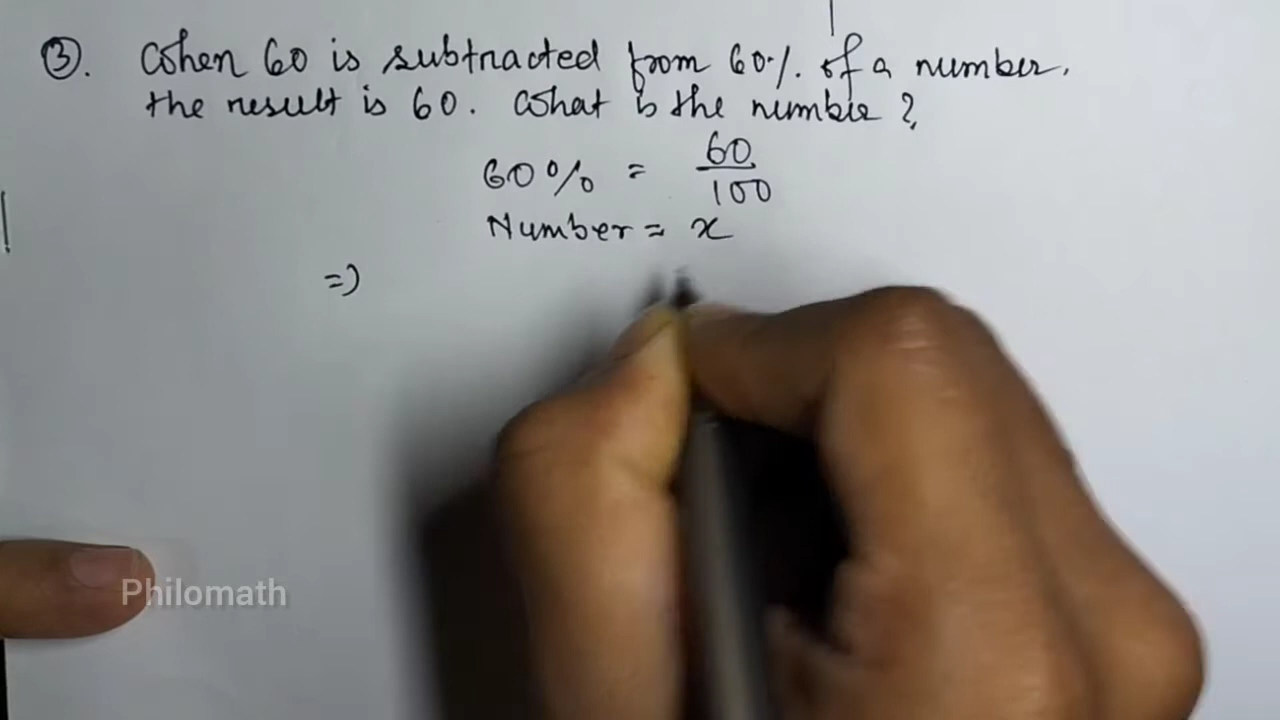 ③. When 60 is subtracted from 60% of a number,
the result is 60. What is the number ?
60% = 60/100
Number = x
=>
Philomath